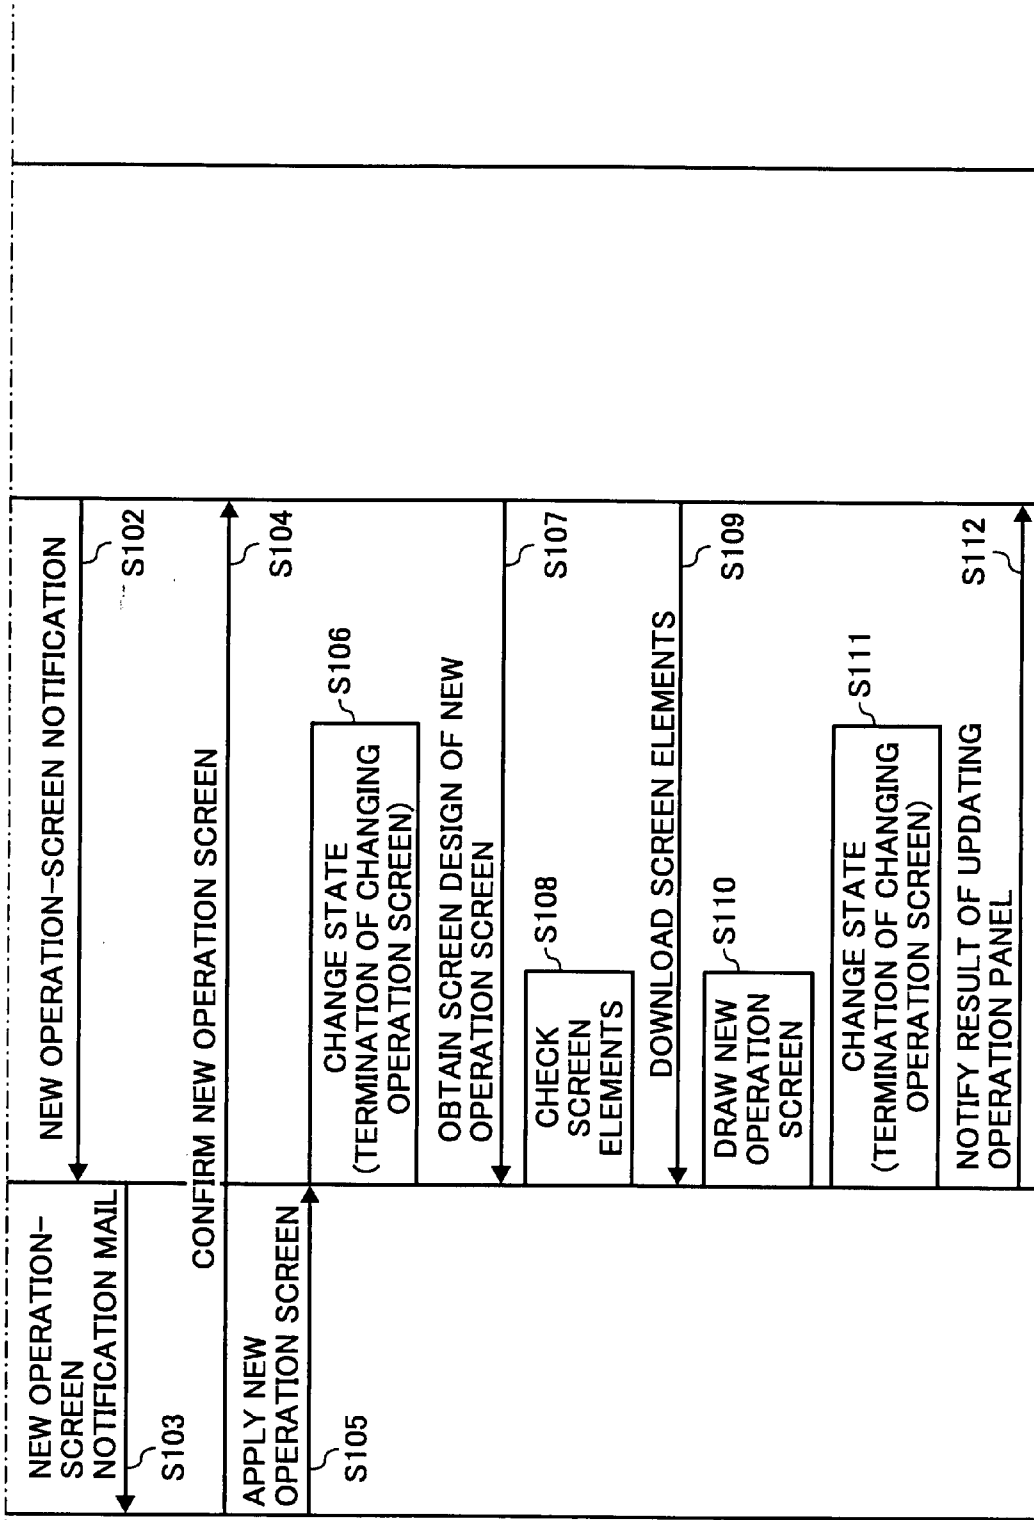 NEW OPERATION-SCREEN NOTIFICATION
S102
NEW OPERATION-
SCREEN
NOTIFICATION MAIL
S103
CONFIRM NEW OPERATION SCREEN
S104
APPLY NEW
OPERATION SCREEN
S105
CHANGE STATE
(TERMINATION OF CHANGING
OPERATION SCREEN)
S106
OBTAIN SCREEN DESIGN OF NEW
OPERATION SCREEN
S107
CHECK
SCREEN
ELEMENTS
S108
DOWNLOAD SCREEN ELEMENTS
S109
DRAW NEW
OPERATION
SCREEN
S110
CHANGE STATE
(TERMINATION OF CHANGING
OPERATION SCREEN)
S111
NOTIFY RESULT OF UPDATING
OPERATION PANEL
S112